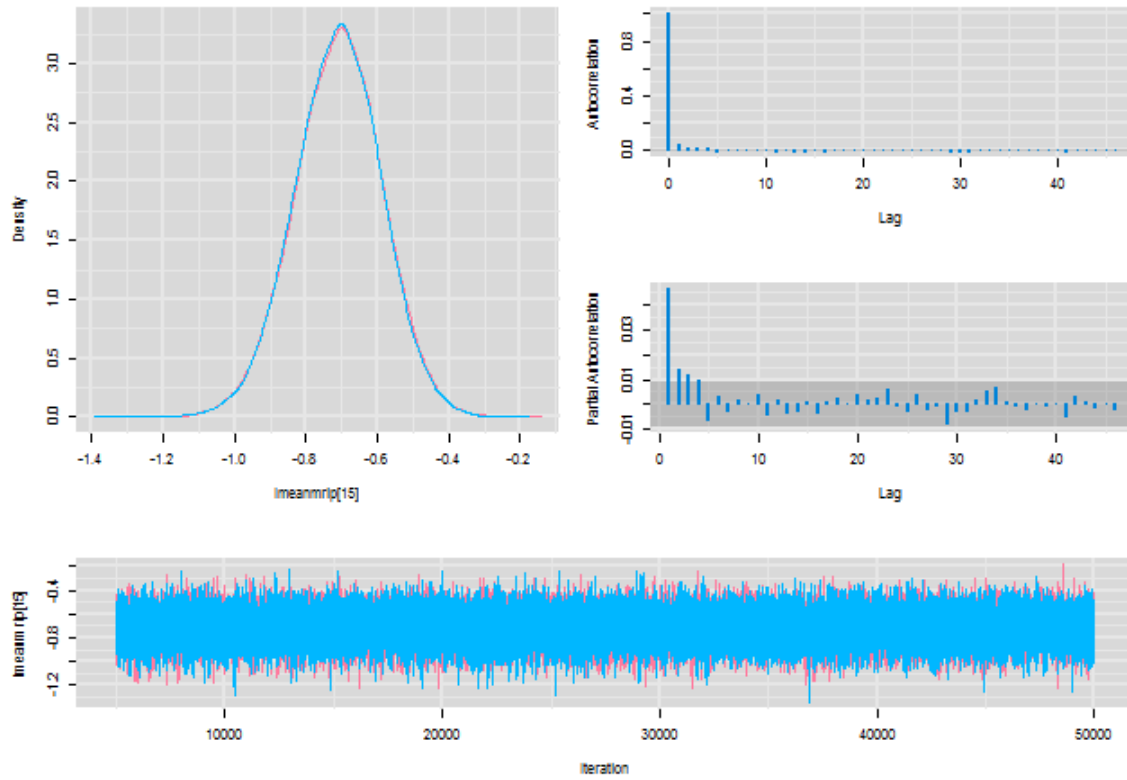 Density
0.0 0.5 1.0 1.5 2.0 2.5 3.0
−1.4 −1.2 −1.0 −0.8 −0.6 −0.4 −0.2
lmeanmrip[15]
Autocorrelation
0.0 0.4 0.8
0 10 20 30 40
Lag
Partial Autocorrelation
−0.01 0.01 0.03
0 10 20 30 40
Lag
lmeanmrip[15]
−1.2 −0.8 −0.4
10000 20000 30000 40000 50000
Iteration